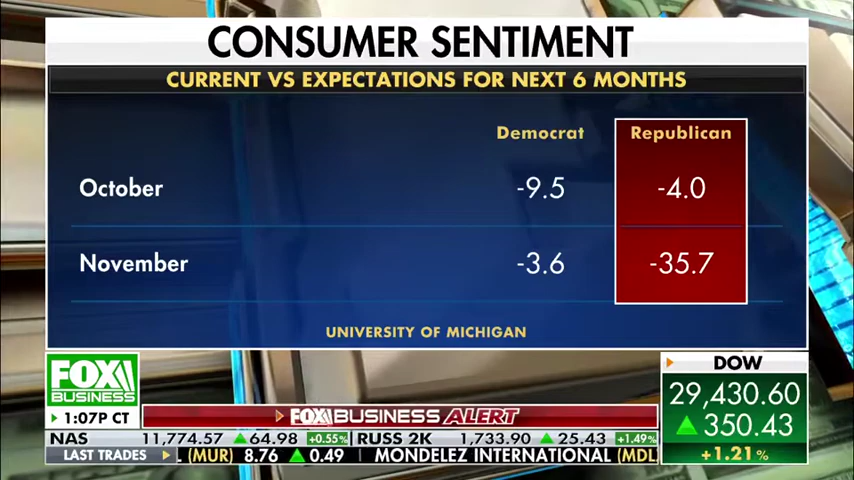 CONSUMER SENTIMENT
CURRENT VS EXPECTATIONS FOR NEXT 6 MONTHS
Democrat Republican
October -9.5 -4.0
November -3.6 -35.7
UNIVERSITY OF MICHIGAN
FOX
BUSINESS
1:07P CT
FOX BUSINESS ALERT
DOW
29,430.60
350.43
+1.21%
NAS 11,774.57 64.98 +0.55% RUSS 2K 1,733.90 25.43 +1.49%
LAST TRADES L (MUR) 8.76 0.49 MONDELEZ INTERNATIONAL (MDL